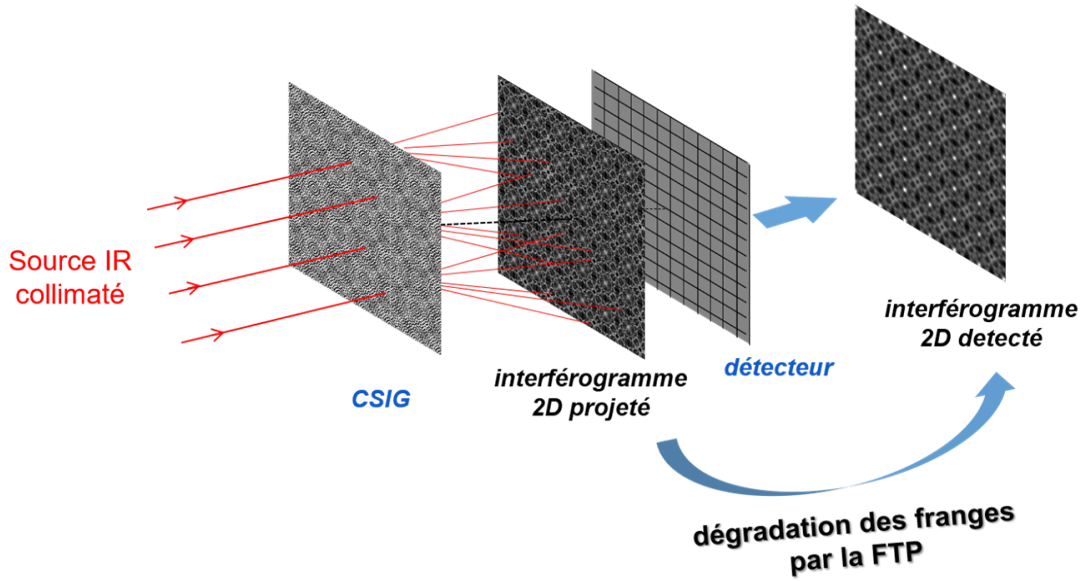 Source IR
collimaté
CSIG
interférogramme
2D projeté
détecteur
interférogramme
2D detecté
dégradation des franges
par la FTP